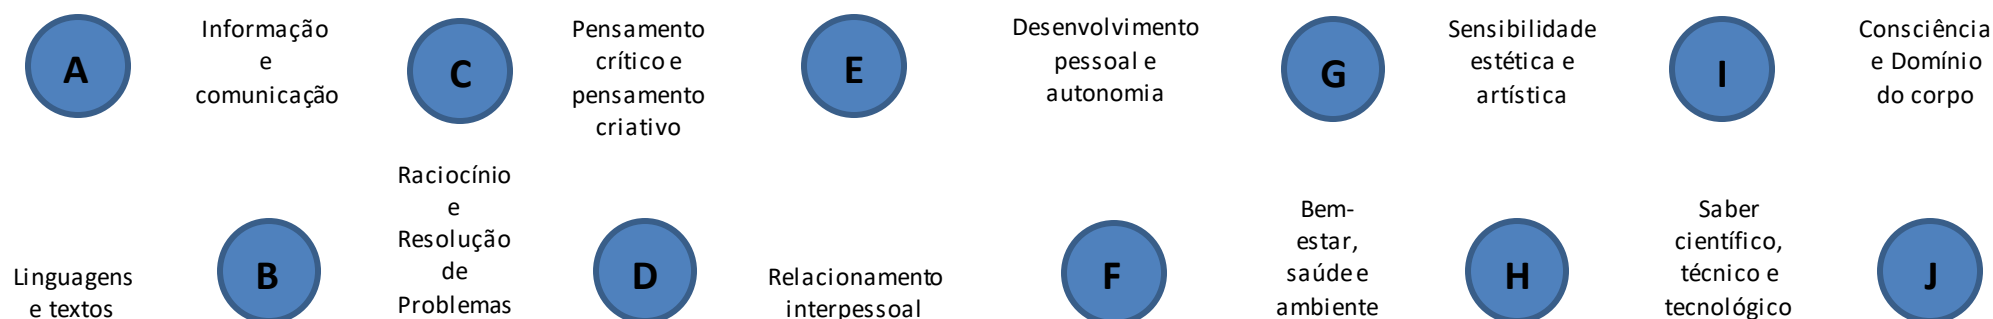 A
Informação
e
comunicação
C
Pensamento
crítico e
pensamento
criativo
E
Desenvolvimento
pessoal e
autonomia
G
Sensibilidade
estética e
artística
I
Consciência
e Domínio
do corpo
Linguagens
e textos
B
Raciocínio
e
Resolução
de
Problemas
D
Relacionamento
interpessoal
F
Bem-
estar,
saúde e
ambiente
H
Saber
científico,
técnico e
tecnológico
J